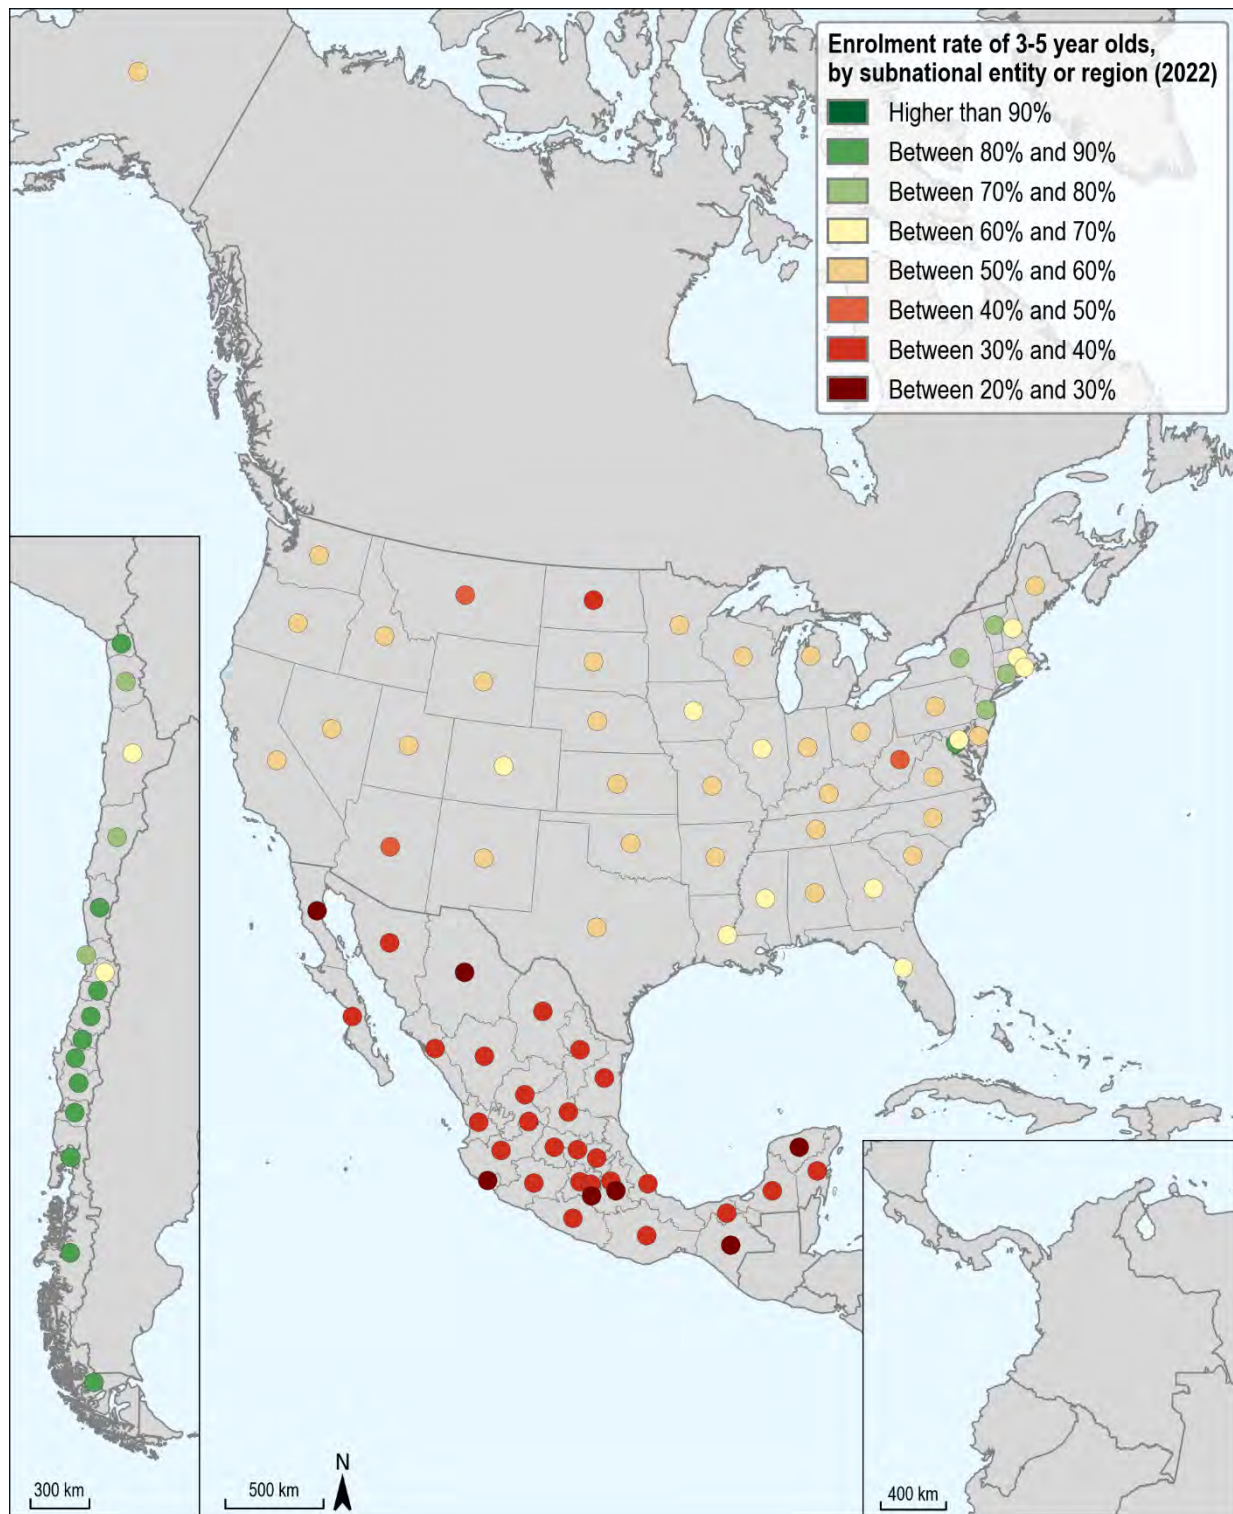 Enrolment rate of 3-5 year olds,
by subnational entity or region (2022)
Higher than 90%
Between 80% and 90%
Between 70% and 80%
Between 60% and 70%
Between 50% and 60%
Between 40% and 50%
Between 30% and 40%
Between 20% and 30%
300 km
500 km
N
400 km